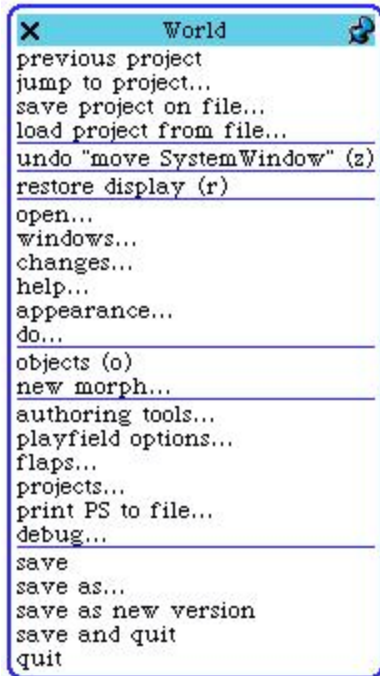 World
previous project
jump to project...
save project on file...
load project from file...
undo "move SystemWindow" (z)
restore display (r)
open...
windows...
changes...
help...
appearance...
do...
objects (o)
new morph...
authoring tools...
playfield options...
flaps...
projects...
print PS to file...
debug...
save
save as...
save as new version
save and quit
quit